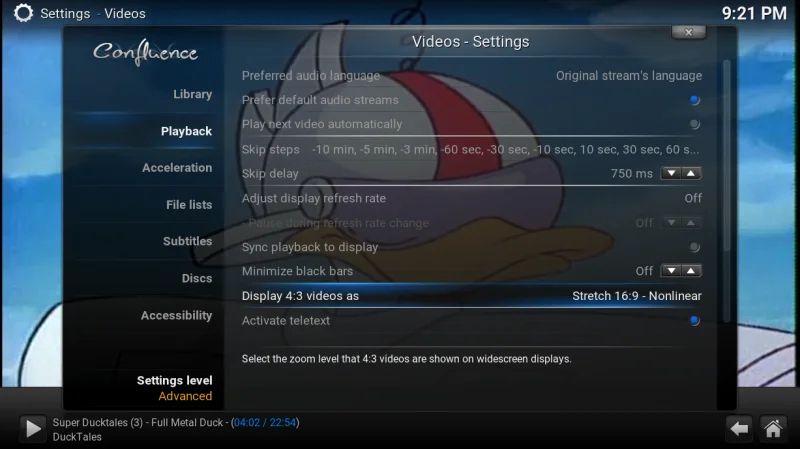 Settings - Videos
9:21 PM
Confluence
Videos - Settings
Library
Playback
Acceleration
File lists
Subtitles
Discs
Accessibility
Settings level
Advanced
Preferred audio language Original stream's language
Prefer default audio streams
Play next video automatically
Skip steps -10 min, -5 min, -3 min, -60 sec, -30 sec, -10 sec, 10 sec, 30 sec, 60 s...
Skip delay 750 ms
Adjust display refresh rate Off
- Pause during refresh rate change Off
Sync playback to display
Minimize black bars Off
Display 4:3 videos as Stretch 16:9 - Nonlinear
Activate teletext
Select the zoom level that 4:3 videos are shown on widescreen displays.
Super Ducktales (3) - Full Metal Duck - (04:02 / 22:54)
DuckTales